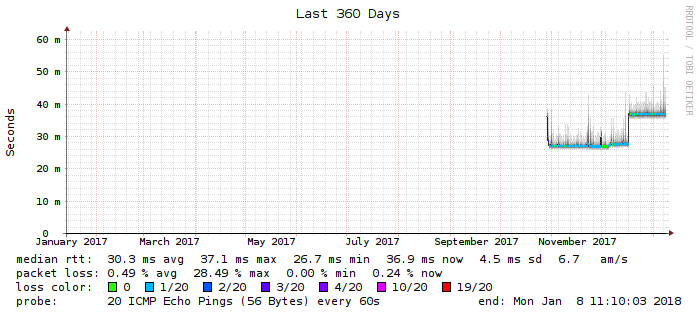 Last 360 Days
RRDTOOL / TOBI OETIKER
Seconds
60 m
50 m
40 m
30 m
20 m
10 m
0
January 2017 March 2017 May 2017 July 2017 September 2017 November 2017
median rtt: 30.3 ms avg 37.1 ms max 26.7 ms min 36.9 ms now 4.5 ms sd 6.7 am/s
packet loss: 0.49 % avg 28.49 % max 0.00 % min 0.24 % now
loss color: 0 1/20 2/20 3/20 4/20 10/20 19/20
probe: 20 ICMP Echo Pings (56 Bytes) every 60s end: Mon Jan 8 11:10:03 2018